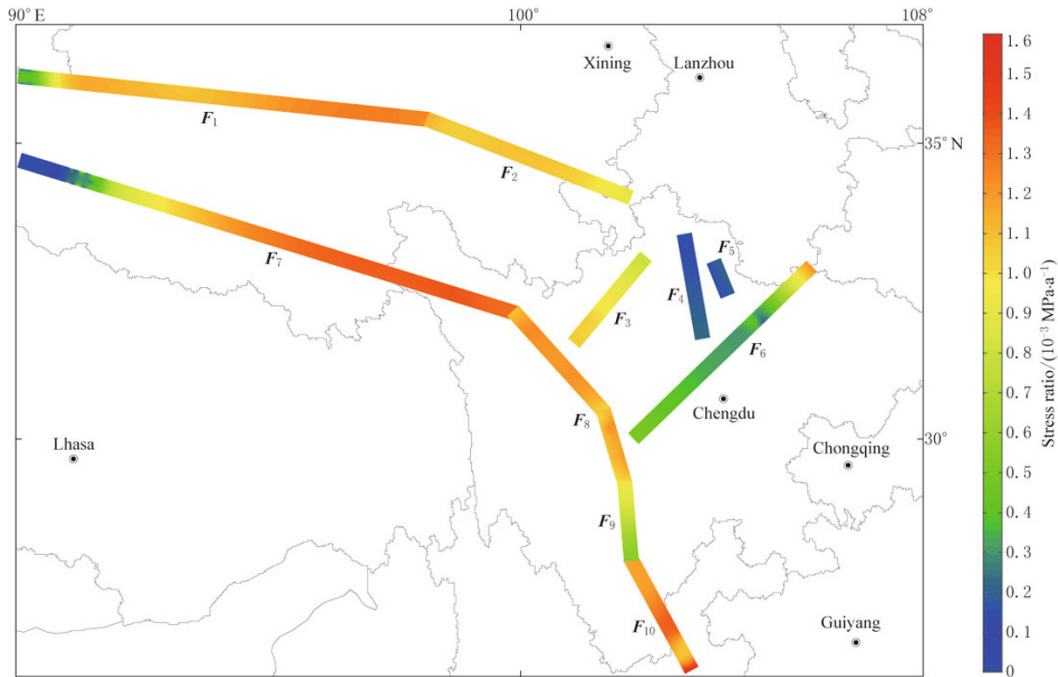 90° E
100°
108°
Xining
Lanzhou
F1
35° N
F2
F7
F5
F4
F3
F6
Chengdu
F8
30°
Lhasa
Chongqing
F9
F10
Guiyang
1.6
1.5
1.4
1.3
1.2
1.1
1.0
0.9
0.8
0.7
0.6
0.5
0.4
0.3
0.2
0.1
0
Stress ratio/(10⁻³ MPa·a⁻¹)